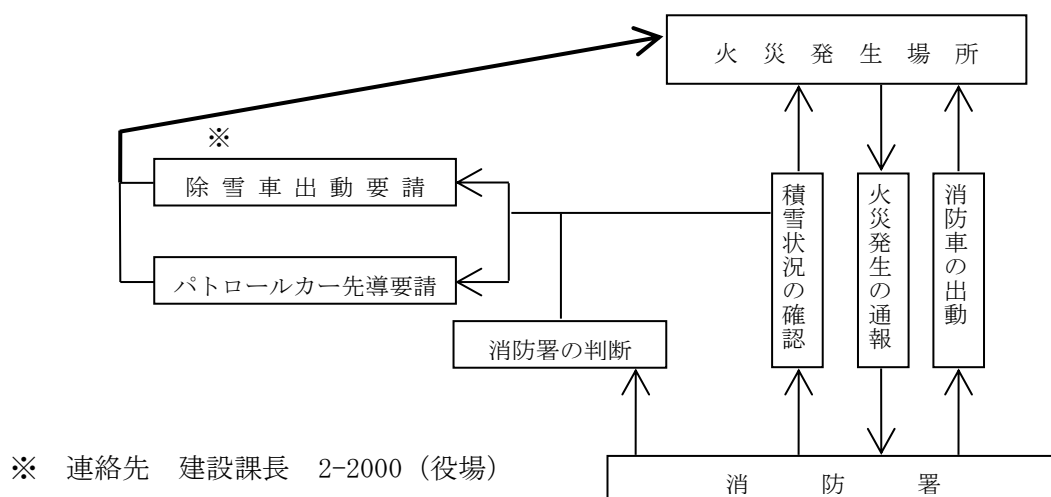 火災発生場所
※
除雪車出動要請
パトロールカー先導要請
積雪状況の確認
火災発生の通報
消防車の出動
消防署の判断
※　連絡先　建設課長　2-2000（役場）
消防署